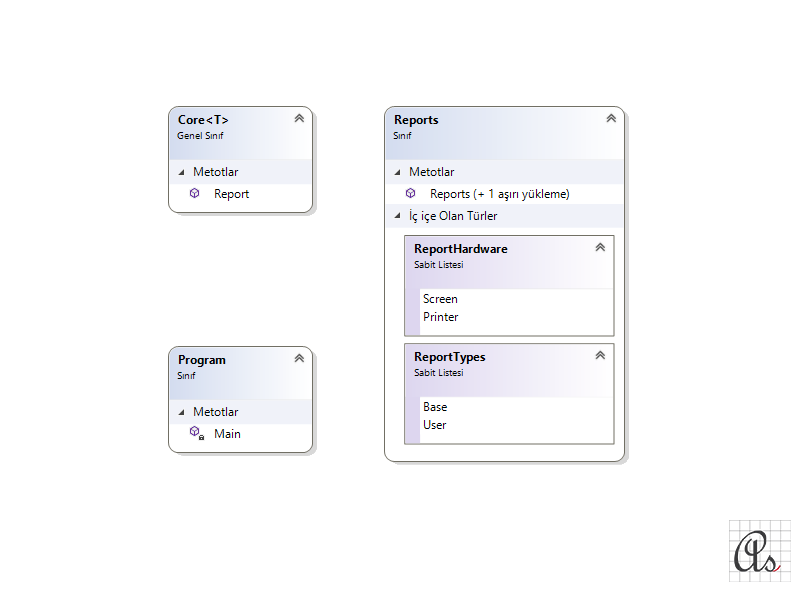 Core<T>
Genel Sınıf
Metotlar
Report
Reports
Sınıf
Metotlar
Reports (+ 1 aşırı yükleme)
İç içe Olan Türler
ReportHardware
Sabit Listesi
Screen
Printer
ReportTypes
Sabit Listesi
Base
User
Program
Sınıf
Metotlar
Main